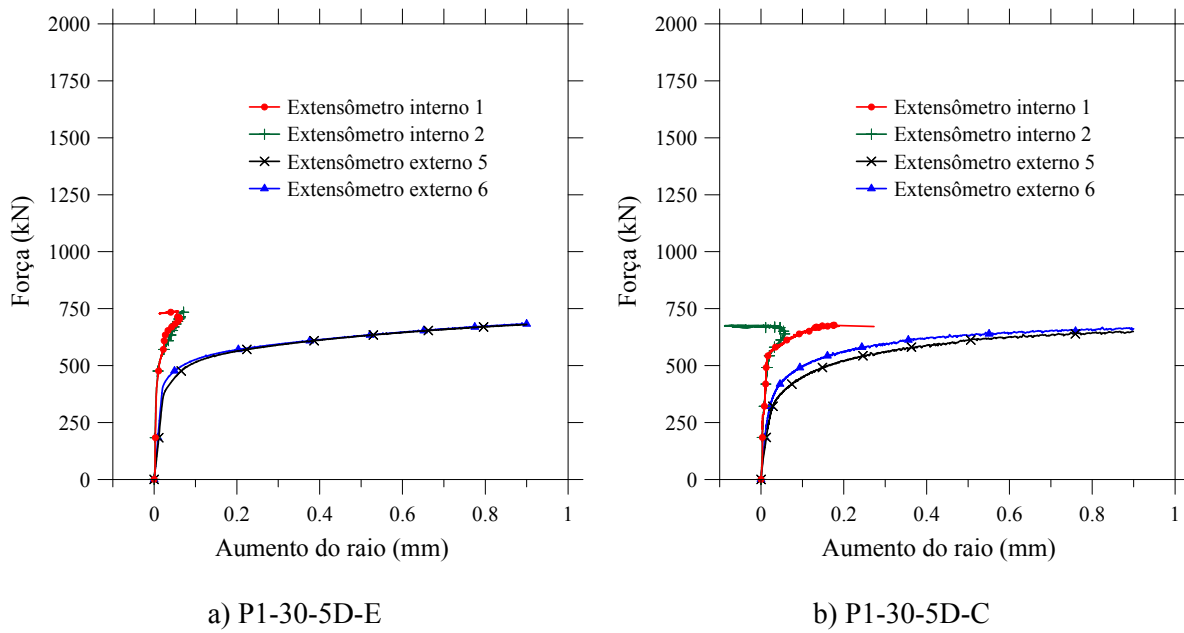 2000
1750
1500
1250
1000
750
500
250
0
Força (kN)
Extensômetro interno 1
Extensômetro interno 2
Extensômetro externo 5
Extensômetro externo 6
0 0.2 0.4 0.6 0.8 1
Aumento do raio (mm)
a) P1-30-5D-E
2000
1750
1500
1250
1000
750
500
250
0
Força (kN)
Extensômetro interno 1
Extensômetro interno 2
Extensômetro externo 5
Extensômetro externo 6
0 0.2 0.4 0.6 0.8 1
Aumento do raio (mm)
b) P1-30-5D-C